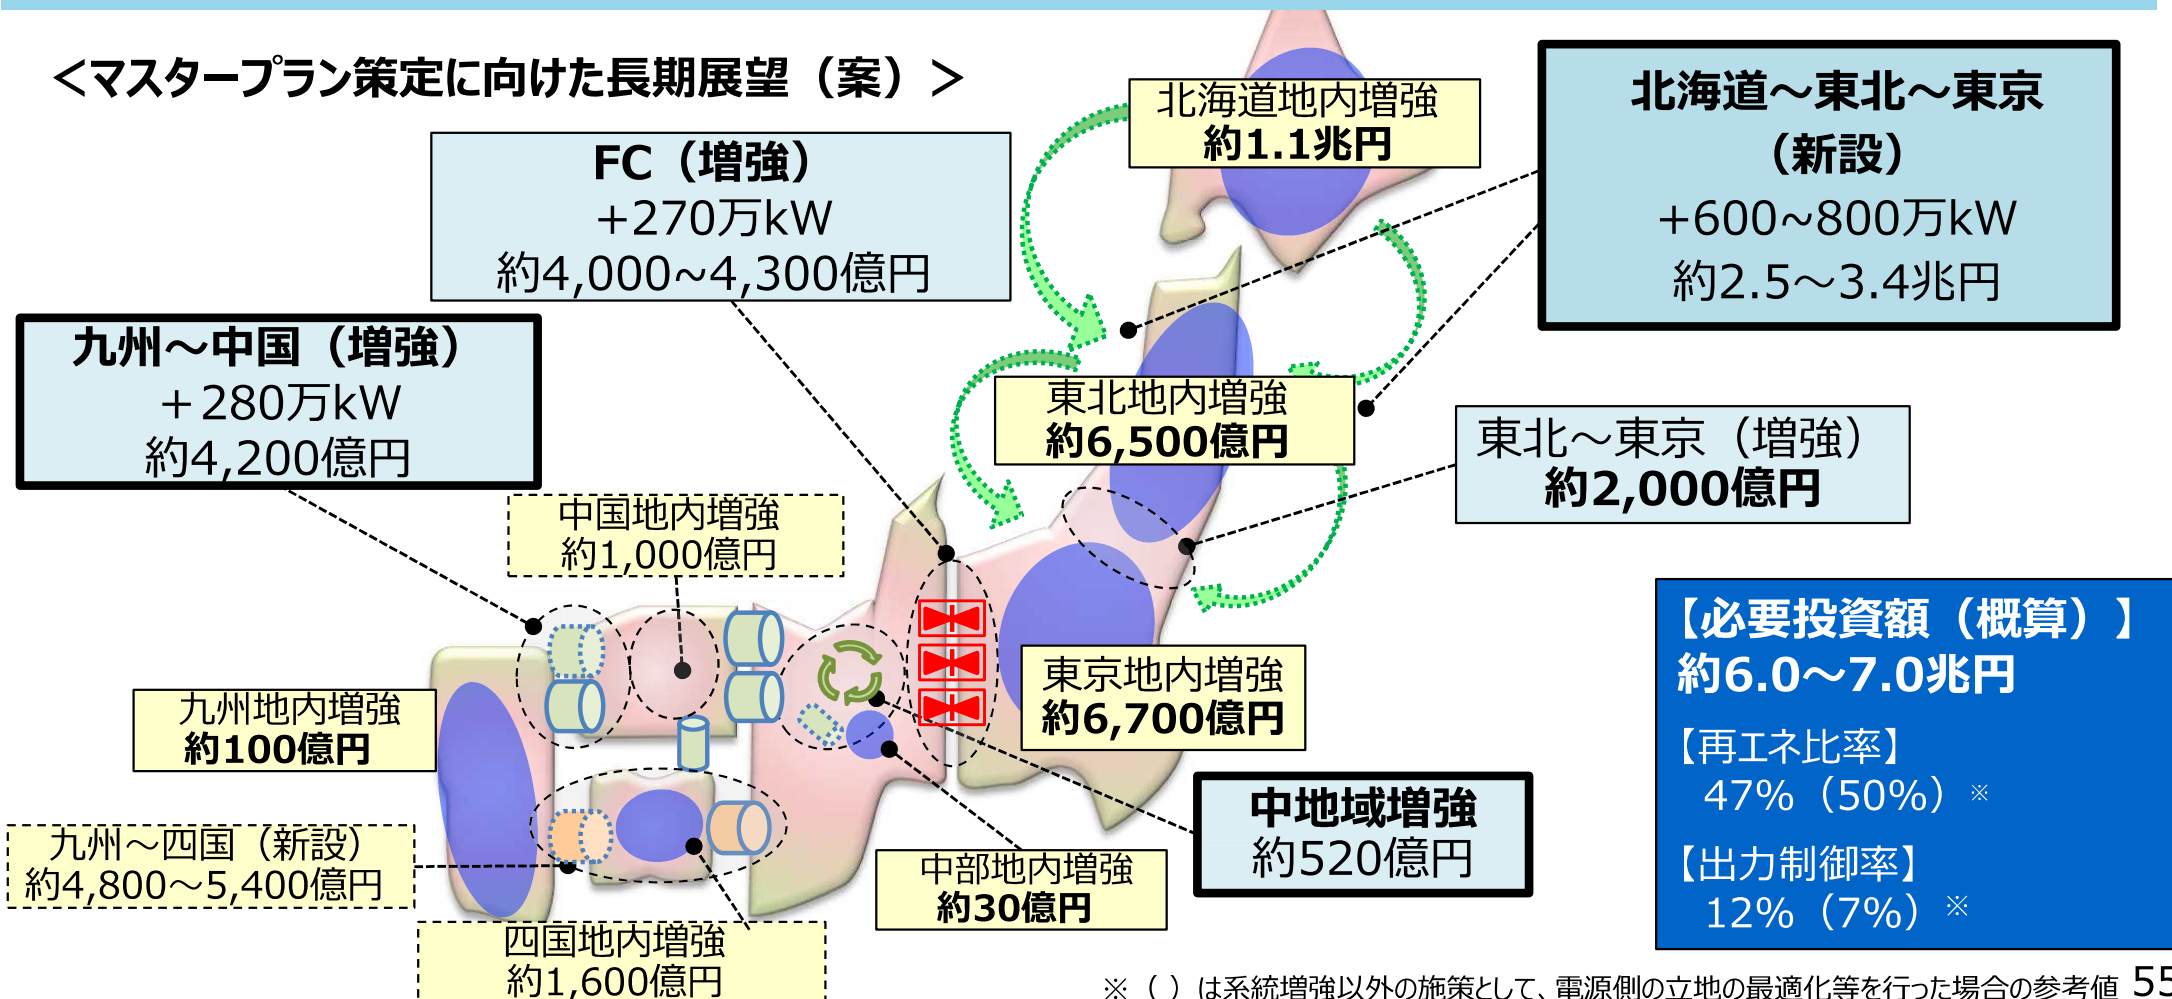 ＜マスタープラン策定に向けた長期展望（案）＞
北海道地内増強
約1.1兆円
北海道～東北～東京
（新設）
+600~800万kW
約2.5～3.4兆円
FC（増強）
+270万kW
約4,000~4,300億円
九州～中国（増強）
＋280万kW
約4,200億円
東北地内増強
約6,500億円
東北～東京（増強）
約2,000億円
中国地内増強
約1,000億円
九州地内増強
約100億円
東京地内増強
約6,700億円
【必要投資額（概算）】
約6.0～7.0兆円
【再エネ比率】
47%（50%）※
【出力制御率】
12%（7%）※
中地域増強
約520億円
九州～四国（新設）
約4,800～5,400億円
中部地内増強
約30億円
四国地内増強
約1,600億円
※（ ）は系統増強以外の施策として、電源側の立地の最適化等を行った場合の参考値
55